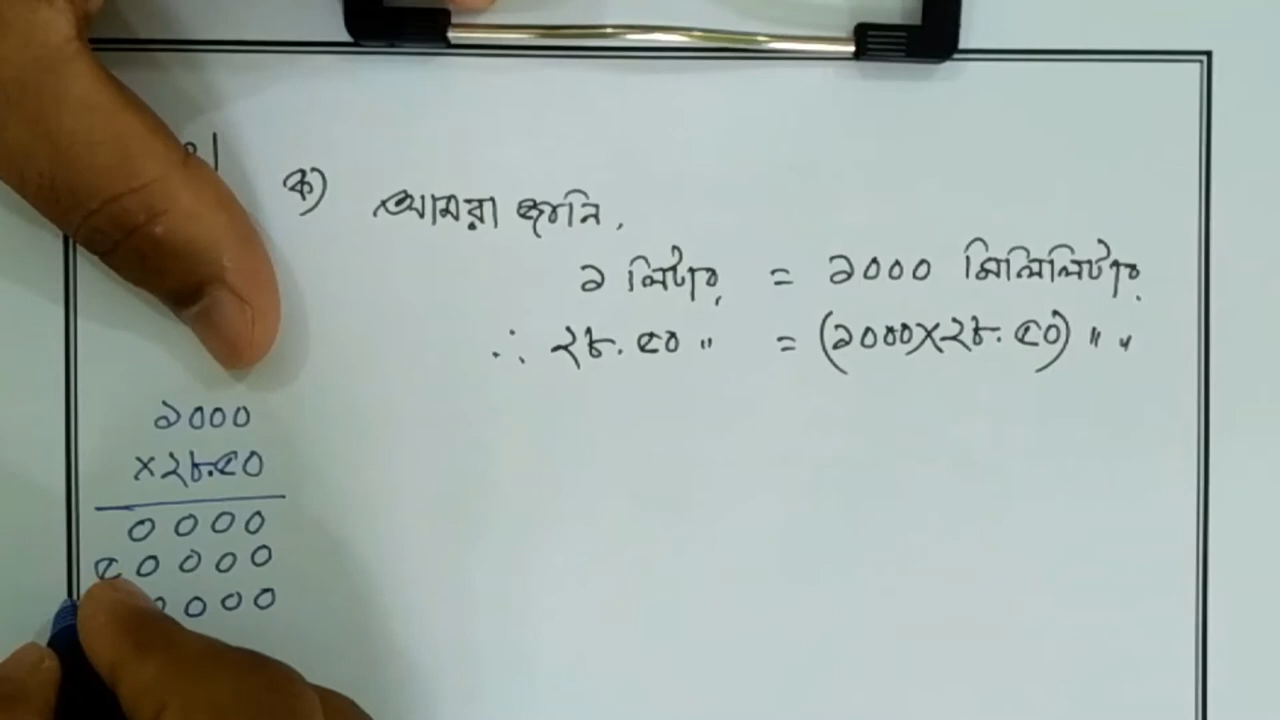 ক) আমরা জানি,
১ লিটার = ১০০০ মিলিলিটার
∴ ২৮.৫০ " = (১০০০×২৮.৫০) " "
১০০০
×২৮.৫০
০০০০
৫০০০০
০০০